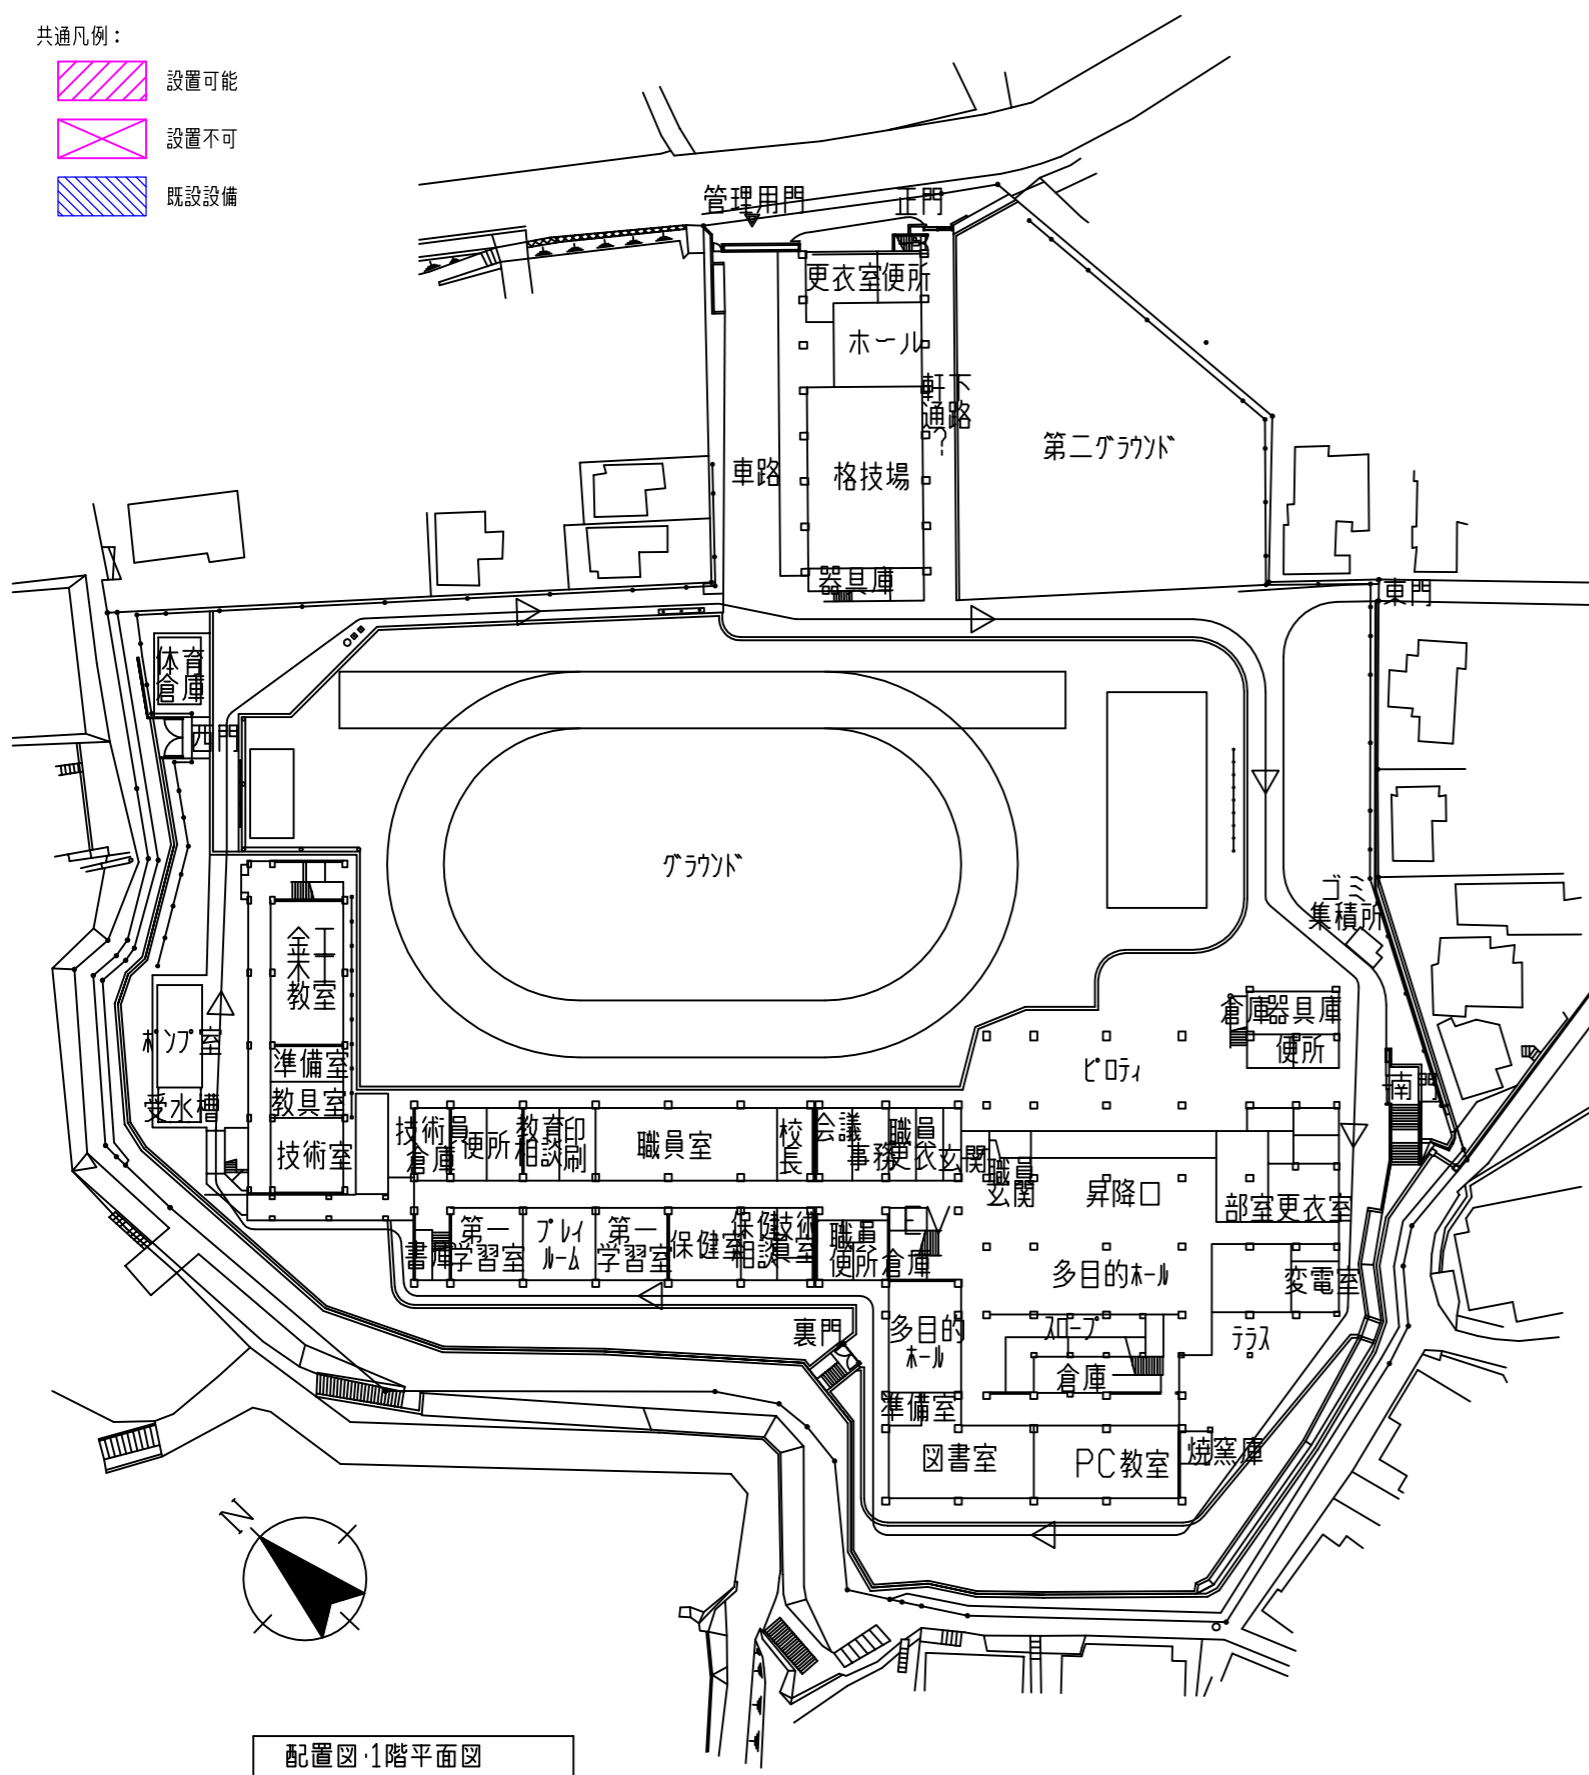 共通凡例：
設置可能
設置不可
既設設備
管理用門
正門
更衣室
便所
ホール
軒下
通路
?
車路
格技場
第二グラウンド
器具庫
東門
体育
倉庫
西門
グラウンド
ゴミ
集積所
金工
木工
教室
倉庫
器具庫
便所
ポンプ室
準備室
ピロティ
教具室
南門
受水槽
技術室
技術員
倉庫
便所
教育
相談
印
刷
職員室
校
長
会議
事務
職員
更衣
玄関
職員
玄関
昇降口
部室
更衣室
書庫
第一
学習室
プレイ
ルーム
第一
学習室
保健室
保健
相談
技術
員室
職員
便所
倉庫
EV
多目的ホール
変電室
裏門
多目的
ホール
スロープ
テラス
倉庫
準備室
図書室
PC教室
焼窯庫
N
配置図・1階平面図